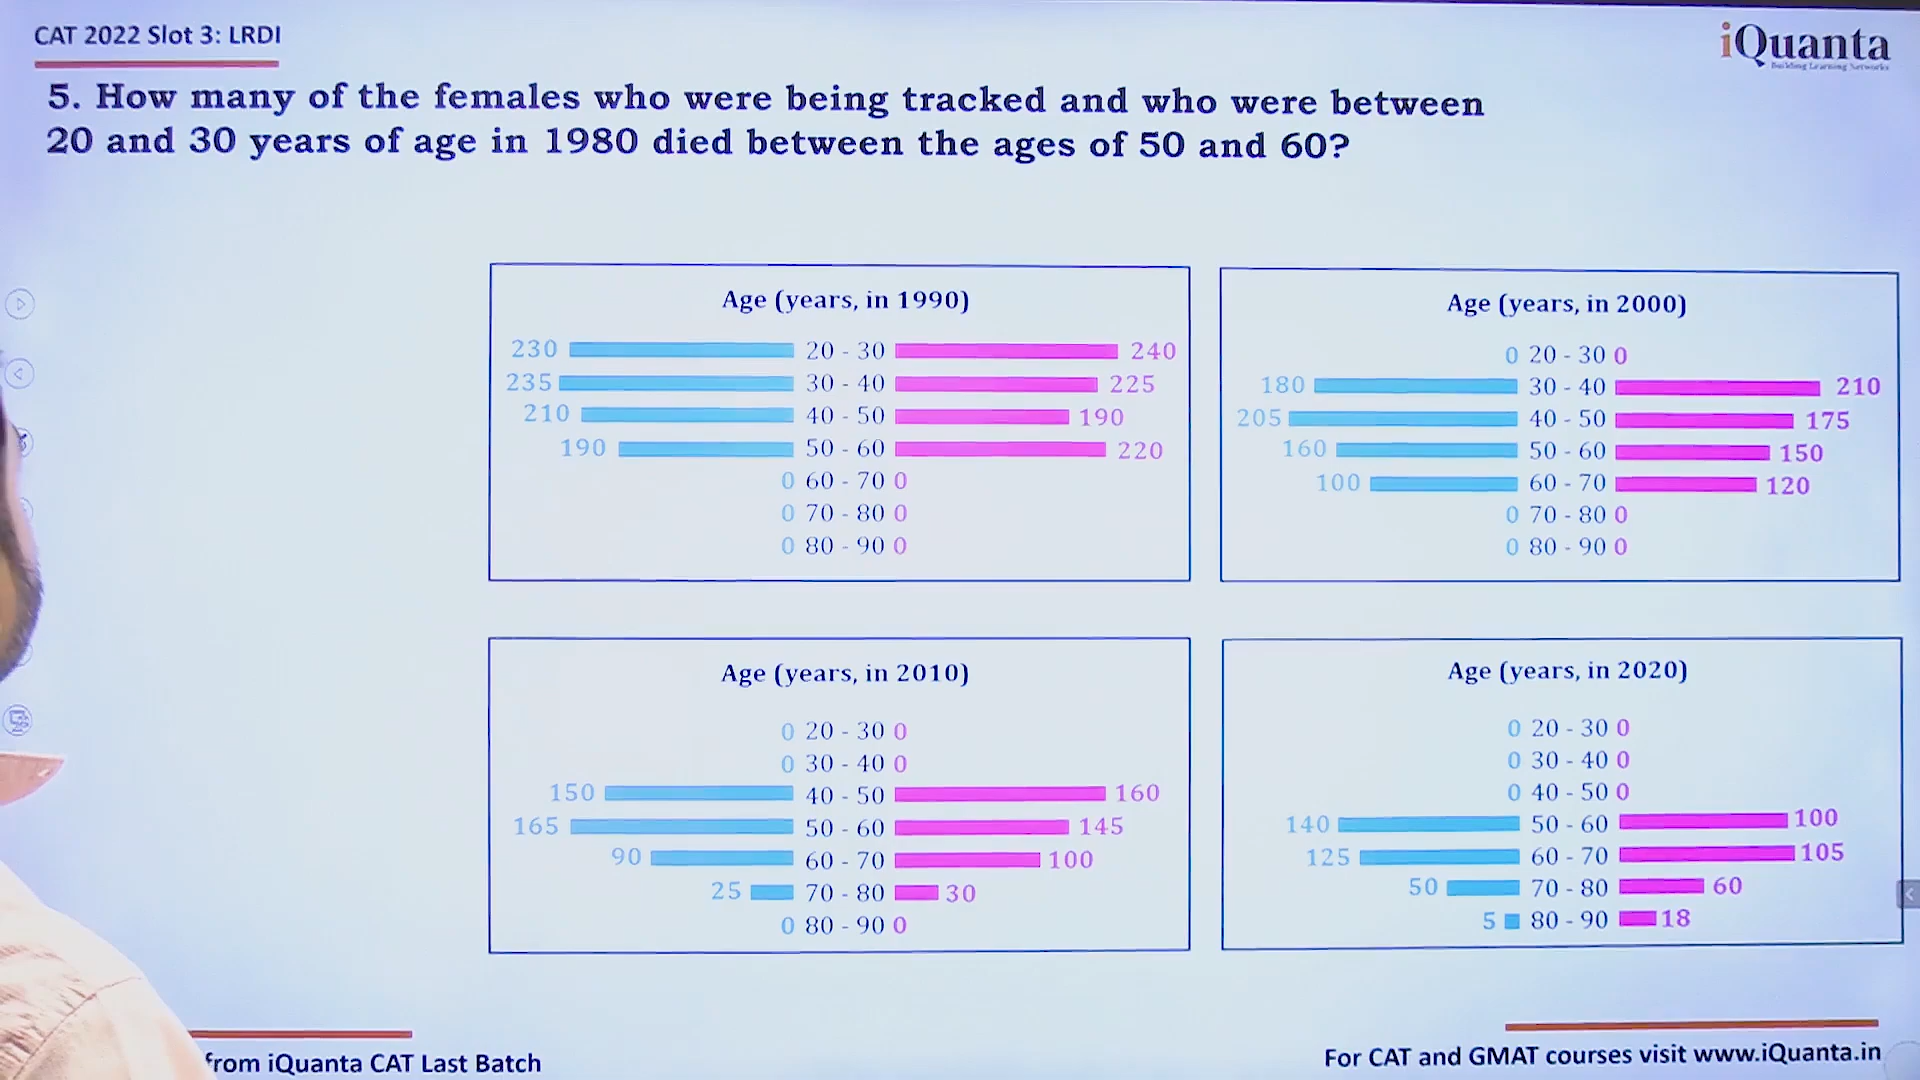 CAT 2022 Slot 3: LRDI
iQuanta
Building Learning Networks
5. How many of the females who were being tracked and who were between
20 and 30 years of age in 1980 died between the ages of 50 and 60?
Age (years, in 1990)
230 20 - 30 240
235 30 - 40 225
210 40 - 50 190
190 50 - 60 220
0 60 - 70 0
0 70 - 80 0
0 80 - 90 0
Age (years, in 2000)
0 20 - 30 0
180 30 - 40 210
205 40 - 50 175
160 50 - 60 150
100 60 - 70 120
0 70 - 80 0
0 80 - 90 0
Age (years, in 2010)
0 20 - 30 0
0 30 - 40 0
150 40 - 50 160
165 50 - 60 145
90 60 - 70 100
25 70 - 80 30
0 80 - 90 0
Age (years, in 2020)
0 20 - 30 0
0 30 - 40 0
0 40 - 50 0
140 50 - 60 100
125 60 - 70 105
50 70 - 80 60
5 80 - 90 18
from iQuanta CAT Last Batch
For CAT and GMAT courses visit www.iQuanta.in